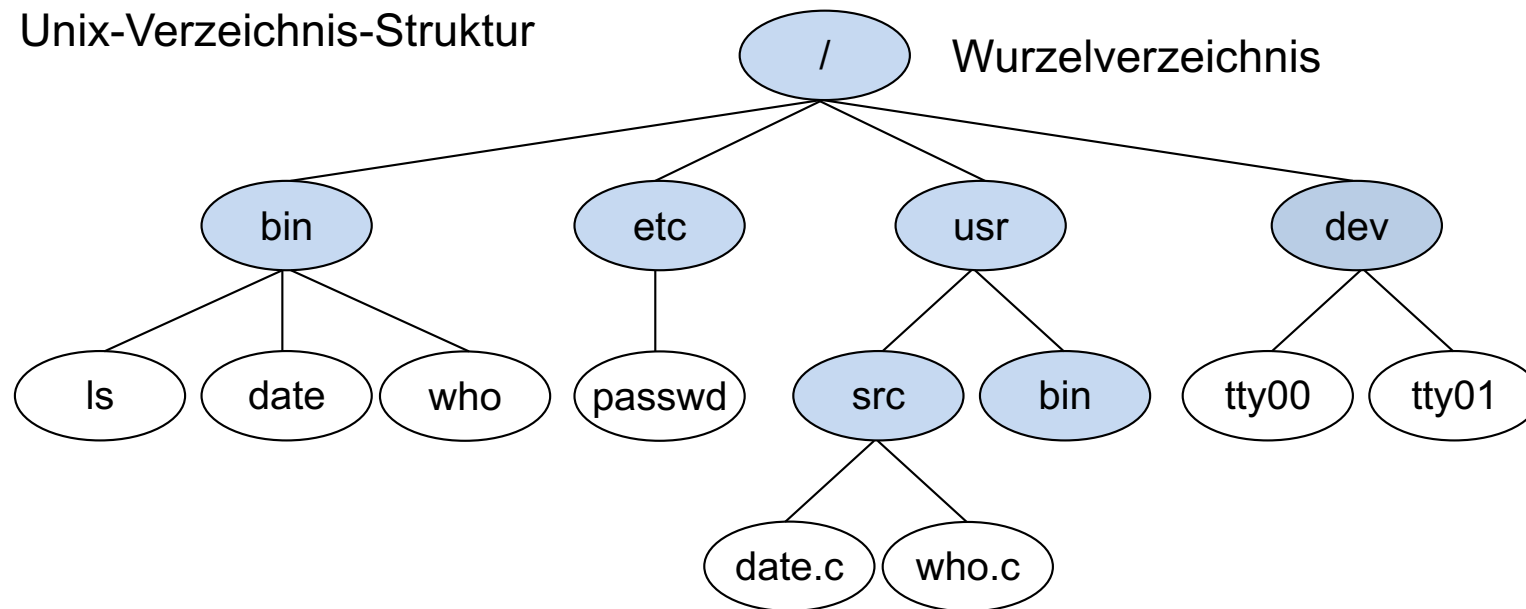 Unix-Verzeichnis-Struktur
/ Wurzelverzeichnis
bin etc usr dev
ls date who passwd src bin tty00 tty01
date.c who.c